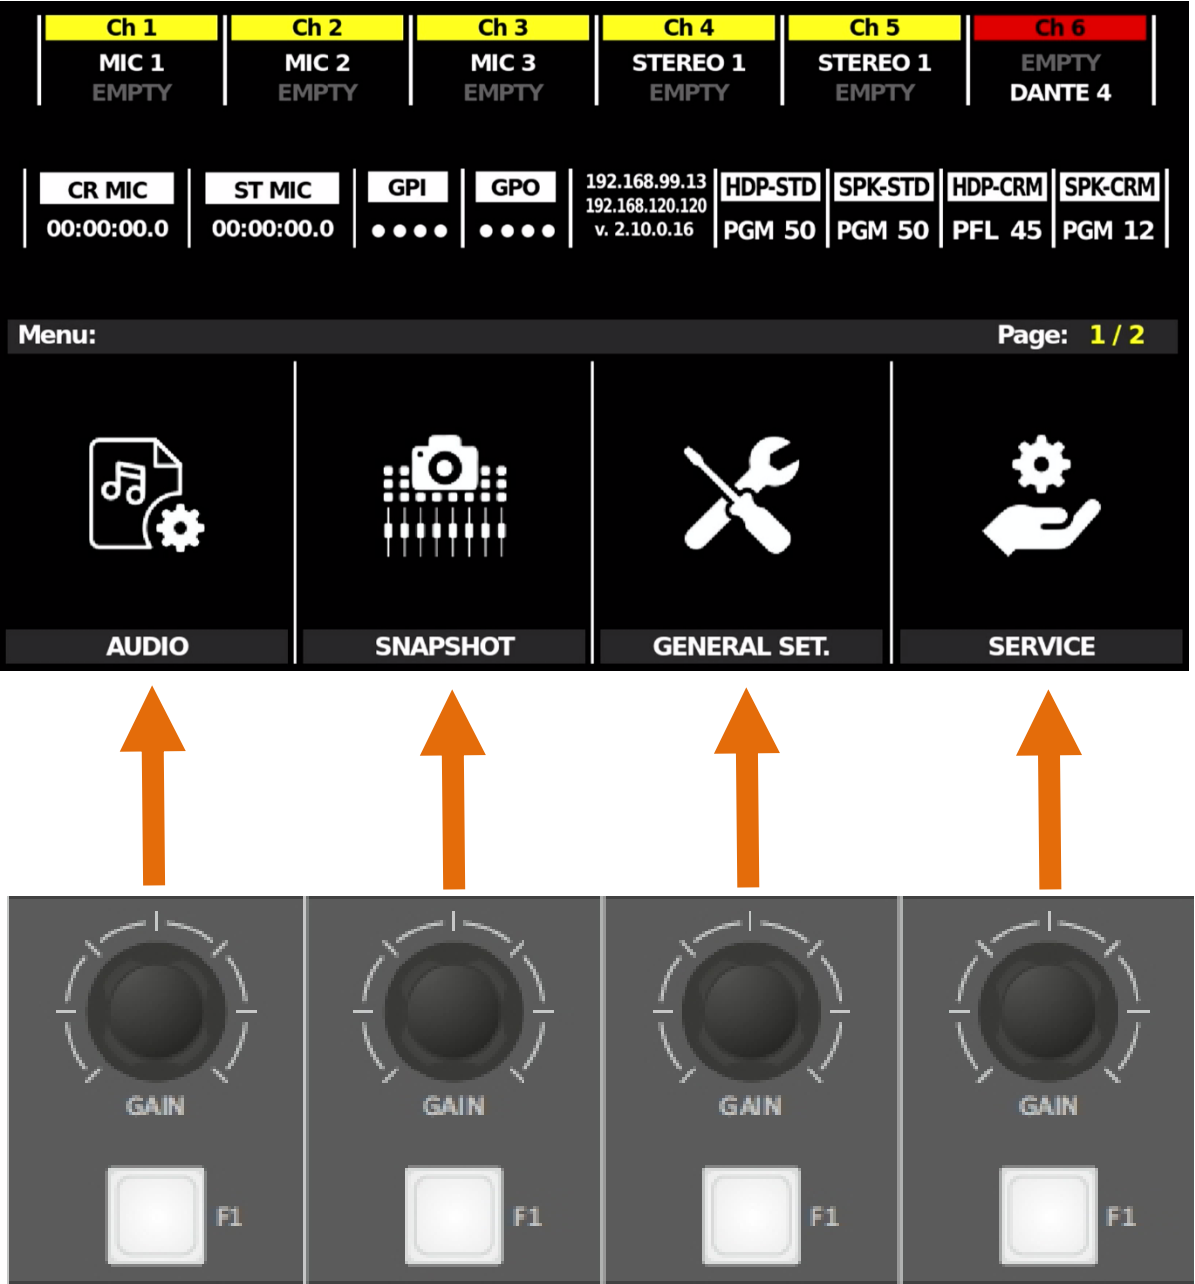 Ch 1 Ch 2 Ch 3 Ch 4 Ch 5 Ch 6
MIC 1 MIC 2 MIC 3 STEREO 1 STEREO 1 EMPTY
EMPTY EMPTY EMPTY EMPTY EMPTY DANTE 4
CR MIC
00:00:00.0
ST MIC
00:00:00.0
GPI
GPO
192.168.99.13
192.168.120.120
v. 2.10.0.16
HDP-STD
PGM 50
SPK-STD
PGM 50
HDP-CRM
PFL 45
SPK-CRM
PGM 12
Menu: Page: 1 / 2
AUDIO SNAPSHOT GENERAL SET. SERVICE
GAIN GAIN GAIN GAIN
F1 F1 F1 F1